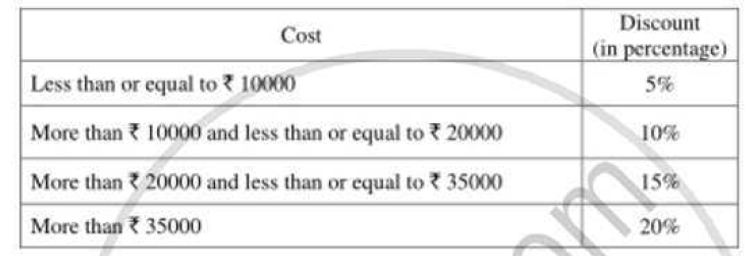 Cost
Discount
(in percentage)
Less than or equal to ₹ 10000
5%
More than ₹ 10000 and less than or equal to ₹ 20000
10%
More than ₹ 20000 and less than or equal to ₹ 35000
15%
More than ₹ 35000
20%